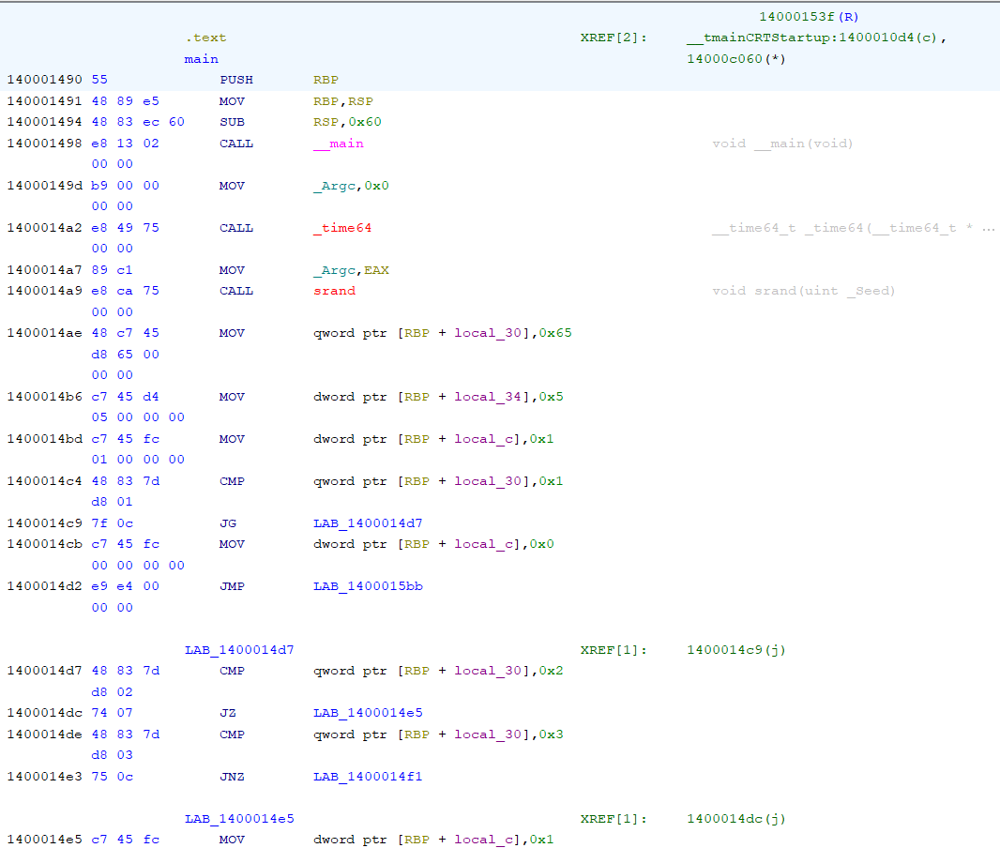 14000153f(R)
.text XREF[2]: __tmainCRTStartup:1400010d4(c),
main 14000c060(*)
140001490 55 PUSH RBP
140001491 48 89 e5 MOV RBP,RSP
140001494 48 83 ec 60 SUB RSP,0x60
140001498 e8 13 02 CALL __main void __main(void)
00 00
14000149d b9 00 00 MOV _Argc,0x0
00 00
1400014a2 e8 49 75 CALL _time64 __time64_t _time64(__time64_t * ...
00 00
1400014a7 89 c1 MOV _Argc,EAX
1400014a9 e8 ca 75 CALL srand void srand(uint _Seed)
00 00
1400014ae 48 c7 45 MOV qword ptr [RBP + local_30],0x65
d8 65 00
00 00
1400014b6 c7 45 d4 MOV dword ptr [RBP + local_34],0x5
05 00 00 00
1400014bd c7 45 fc MOV dword ptr [RBP + local_c],0x1
01 00 00 00
1400014c4 48 83 7d CMP qword ptr [RBP + local_30],0x1
d8 01
1400014c9 7f 0c JG LAB_1400014d7
1400014cb c7 45 fc MOV dword ptr [RBP + local_c],0x0
00 00 00 00
1400014d2 e9 e4 00 JMP LAB_1400015bb
00 00
LAB_1400014d7 XREF[1]: 1400014c9(j)
1400014d7 48 83 7d CMP qword ptr [RBP + local_30],0x2
d8 02
1400014dc 74 07 JZ LAB_1400014e5
1400014de 48 83 7d CMP qword ptr [RBP + local_30],0x3
d8 03
1400014e3 75 0c JNZ LAB_1400014f1
LAB_1400014e5 XREF[1]: 1400014dc(j)
1400014e5 c7 45 fc MOV dword ptr [RBP + local_c],0x1